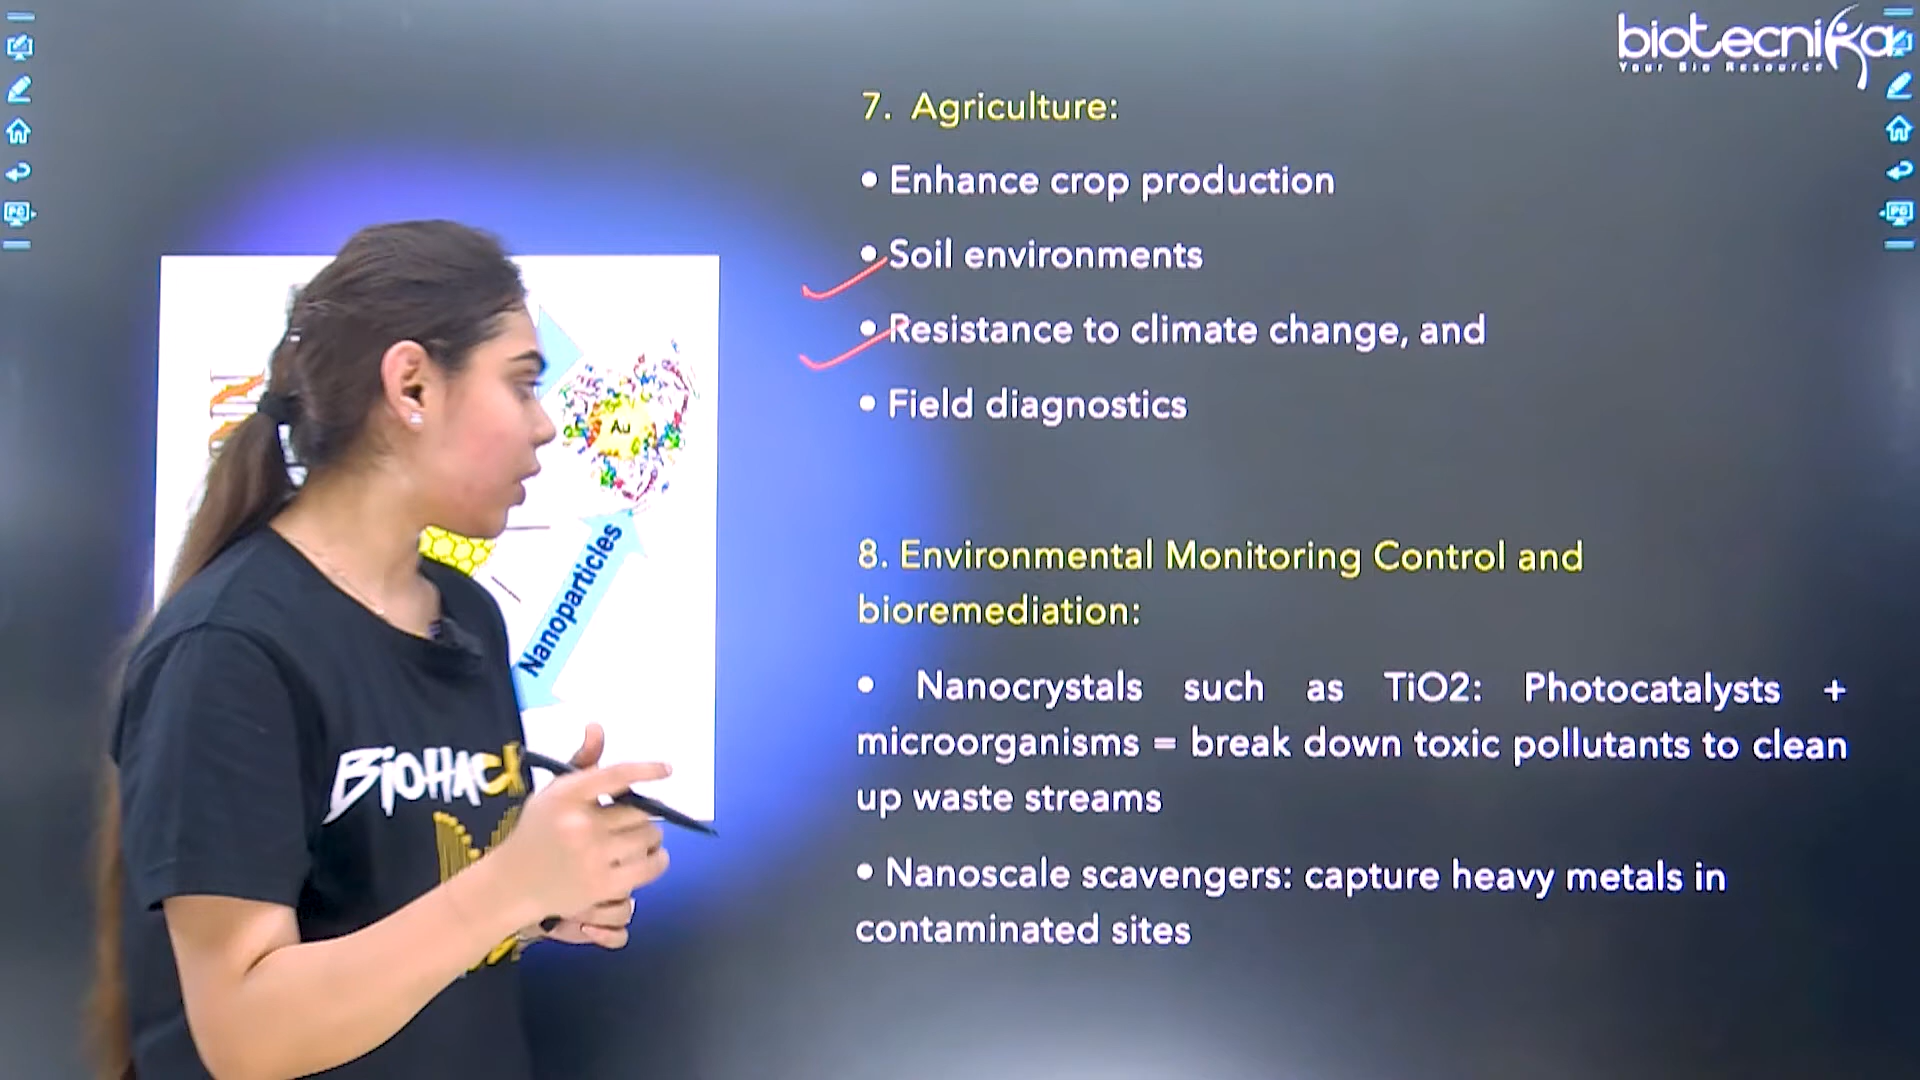 biotecnika
Your Bio Resource
7. Agriculture:
• Enhance crop production
• Soil environments
• Resistance to climate change, and
• Field diagnostics
Au
Nanoparticles
8. Environmental Monitoring Control and
bioremediation:
• Nanocrystals such as TiO2: Photocatalysts +
microorganisms = break down toxic pollutants to clean
up waste streams
• Nanoscale scavengers: capture heavy metals in
contaminated sites
PC
PC